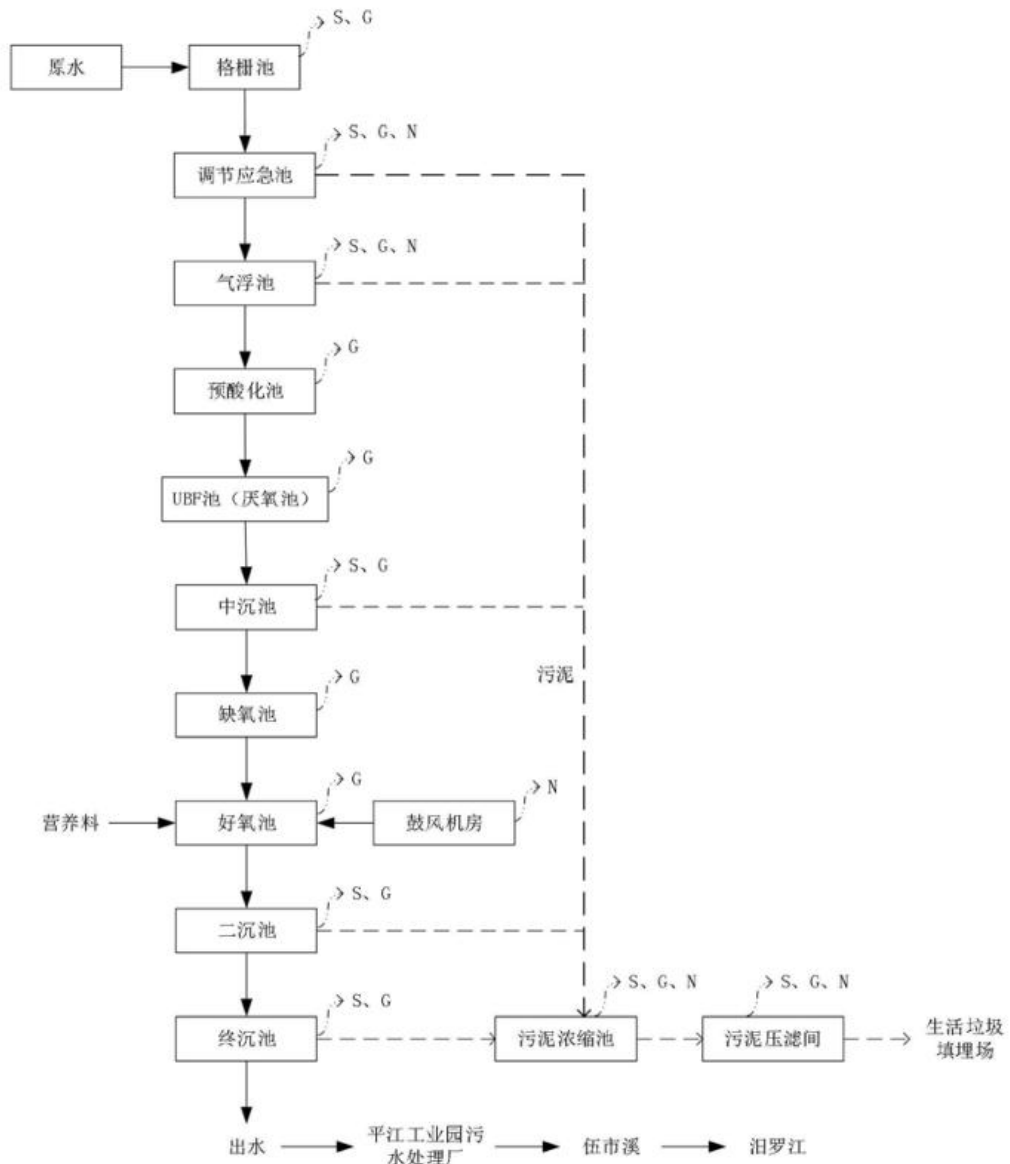 S、G
原水
格栅池
S、G、N
调节应急池
S、G、N
气浮池
G
预酸化池
G
UBF池（厌氧池）
S、G
中沉池
污泥
G
缺氧池
G
N
营养料
好氧池
鼓风机房
S、G
二沉池
S、G
S、G、N
S、G、N
终沉池
污泥浓缩池
污泥压滤间
生活垃圾
填埋场
出水
平江工业园污
水处理厂
伍市溪
汨罗江